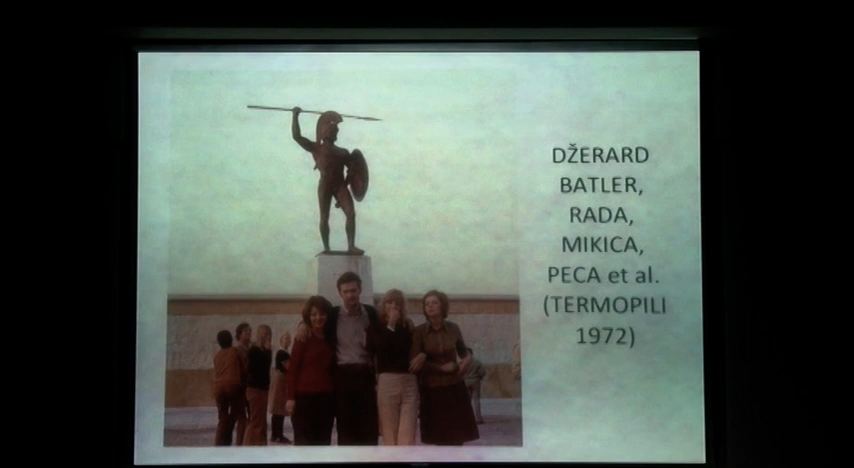 DŽERARD
BATLER,
RADA,
MIKICA,
PECA et al.
(TERMOPILI
1972)